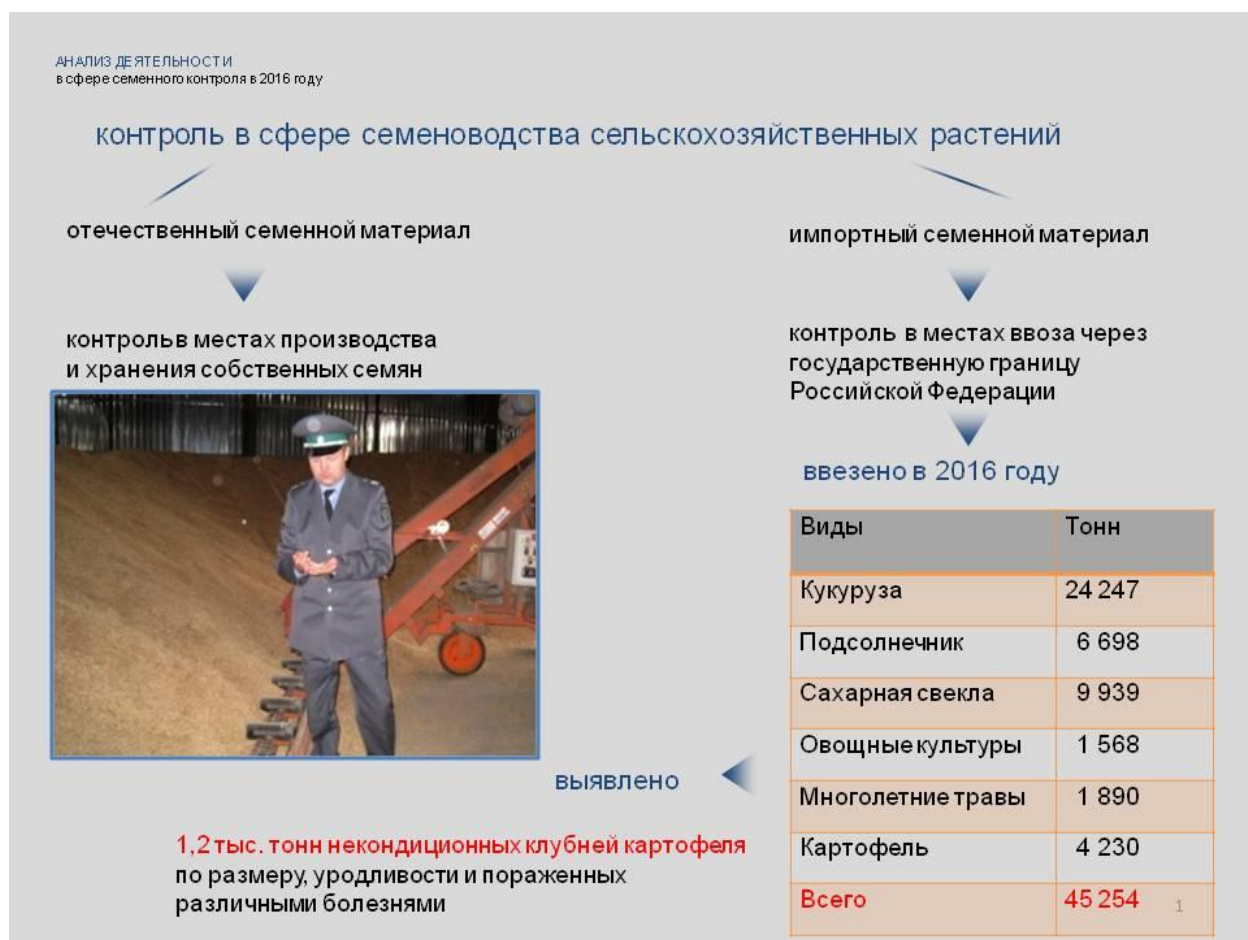 АНАЛИЗ ДЕЯТЕЛЬНОСТИ
в сфере семенного контроля в 2016 году
контроль в сфере семеноводства сельскохозяйственных растений
отечественный семенной материал
контроль в местах производства
и хранения собственных семян
импортный семенной материал
контроль в местах ввоза через
государственную границу
Российской Федерации
ввезено в 2016 году
Виды Тонн
Кукуруза 24 247
Подсолнечник 6 698
Сахарная свекла 9 939
Овощные культуры 1 568
Многолетние травы 1 890
Картофель 4 230
Всего 45 254
выявлено
1,2 тыс. тонн некондиционных клубней картофеля
по размеру, уродливости и пораженных
различными болезнями
1